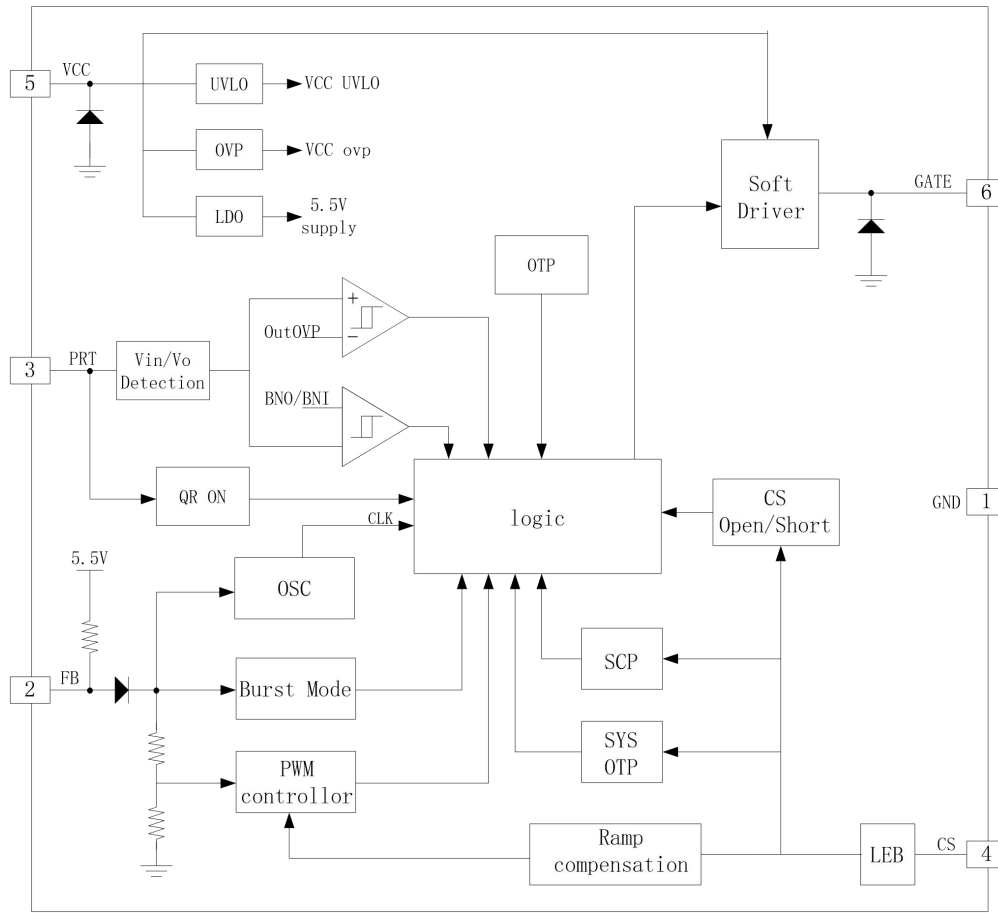 5
VCC
UVLO
VCC UVLO
OVP
VCC ovp
LDO
5.5V
supply
Soft
Driver
GATE
6
OTP
+
OutOVP
−
3
PRT
Vin/Vo
Detection
BNO/BNI
QR ON
CLK
logic
CS
Open/Short
GND
1
5.5V
OSC
2
FB
Burst Mode
SCP
SYS
OTP
PWM
controllor
Ramp
compensation
LEB
CS
4